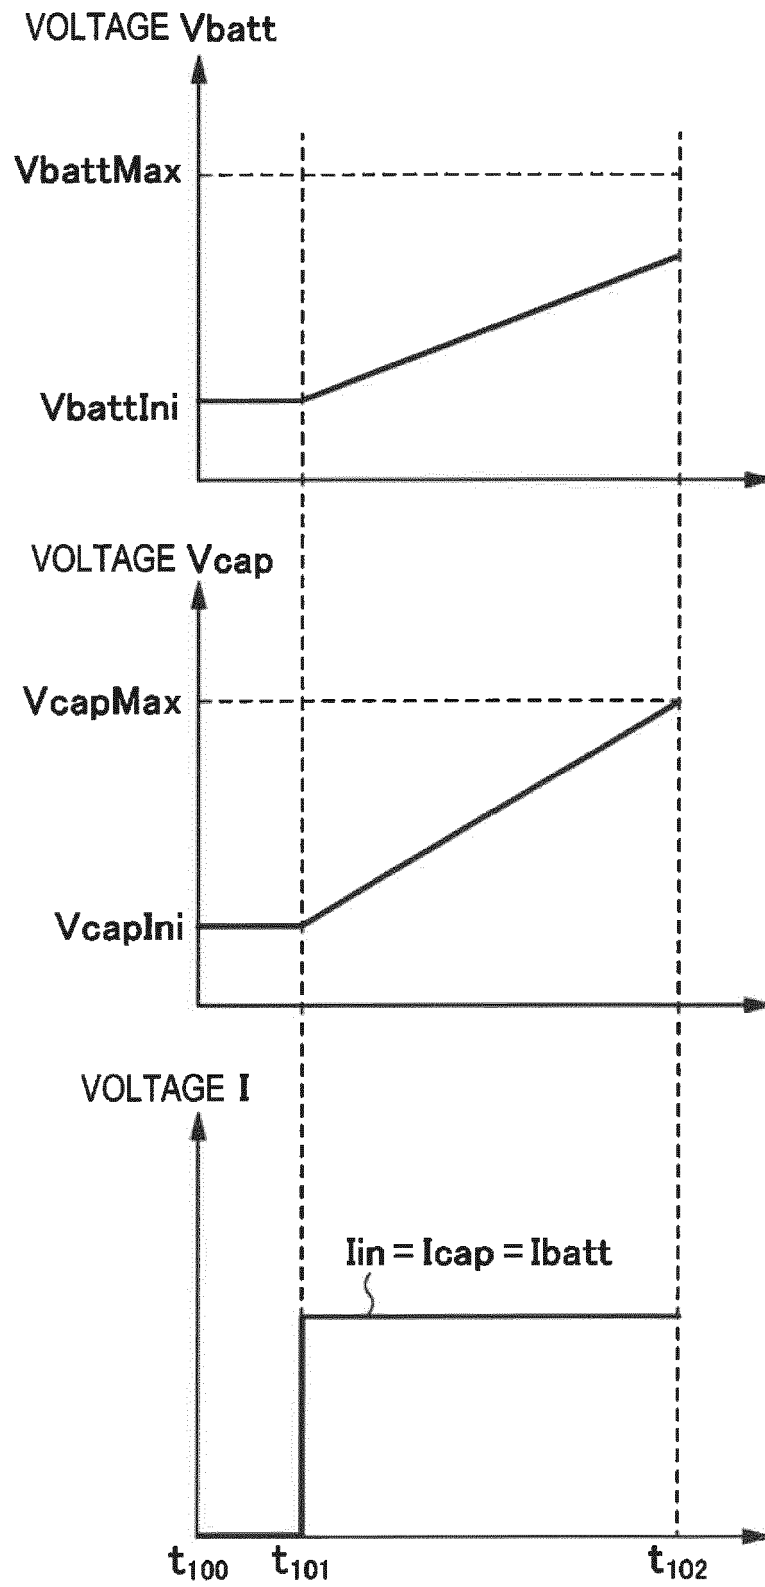 VOLTAGE Vbatt
VbattMax
VbattIni
VOLTAGE Vcap
VcapMax
VcapIni
VOLTAGE I
Iin = Icap = Ibatt
t100 t101 t102